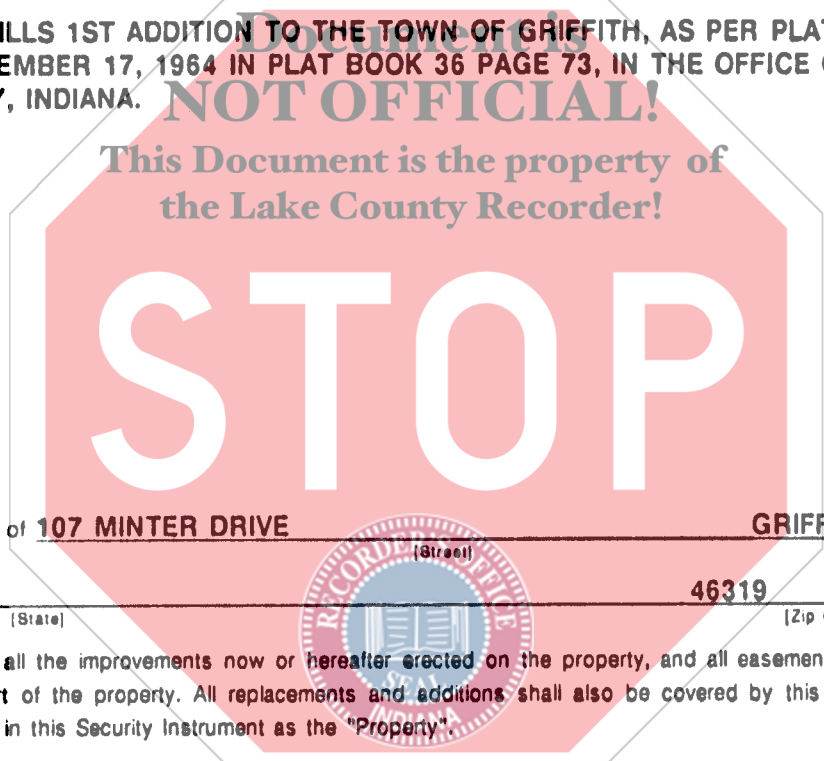 ILLS 1ST ADDITION TO THE TOWN OF GRIFFITH, AS PER PLAT
Document is
EMBER 17, 1964 IN PLAT BOOK 36 PAGE 73, IN THE OFFICE
Y, INDIANA.
NOT OFFICIAL!
This Document is the property of
the Lake County Recorder!
STOP
of 107 MINTER DRIVE GRIFF
[Street]
46319
[State] [Zip
RECORDER'S OFFICE
SEAL
INDIANA
all the improvements now or hereafter erected on the property, and all easemen
t of the property. All replacements and additions shall also be covered by this
in this Security Instrument as the "Property".